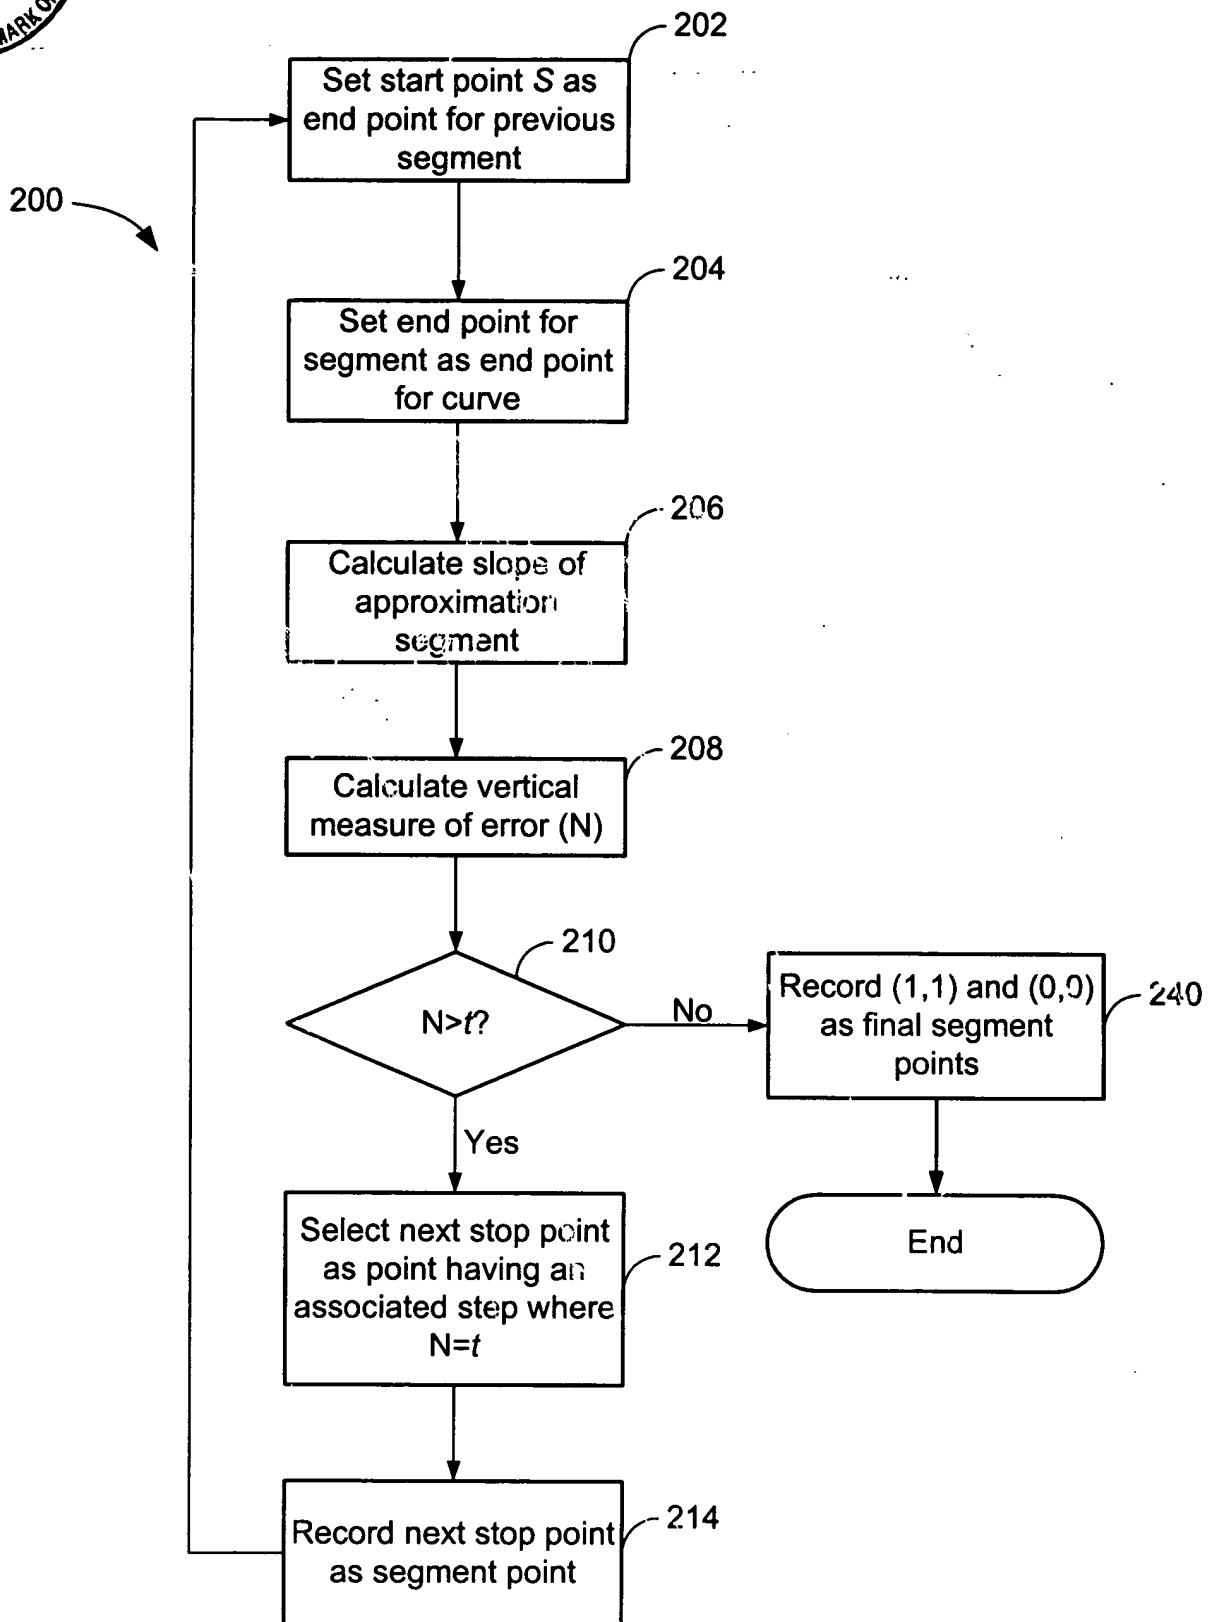 MARK
202
Set start point S as
end point for previous
segment
200
204
Set end point for
segment as end point
for curve
206
Calculate slope of
approximation
segment
208
Calculate vertical
measure of error (N)
210
N>t?
No
Record (1,1) and (0,0)
as final segment
points
240
Yes
Select next stop point
as point having an
associated step where
N=t
212
End
Record next stop point
as segment point
214